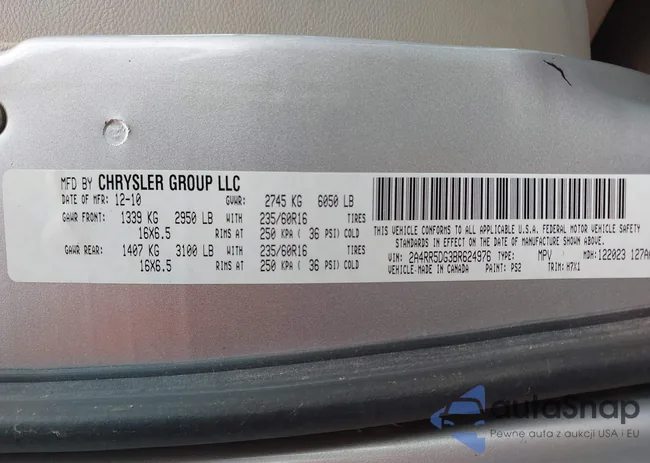 MFD BY CHRYSLER GROUP LLC
DATE OF MFR: 12-10 GVWR: 2745 KG 6050 LB
GAWR FRONT: 1339 KG 2950 LB WITH 235/60R16 TIRES
16X6.5 RIMS AT 250 KPA ( 36 PSI) COLD
GAWR REAR: 1407 KG 3100 LB WITH 235/60R16 TIRES
16X6.5 RIMS AT 250 KPA ( 36 PSI) COLD
THIS VEHICLE CONFORMS TO ALL APPLICABLE U.S.A. FEDERAL MOTOR VEHICLE SAFETY
STANDARDS IN EFFECT ON THE DATE OF MANUFACTURE SHOWN ABOVE.
VIN: 2A4RR5DG3BR624976 TYPE: MPV MDH: 122023 127A
VEHICLE MADE IN CANADA PAINT: PS2 TRIM: H7X1
autoSnap
Pewne auta z aukcji USA i EU